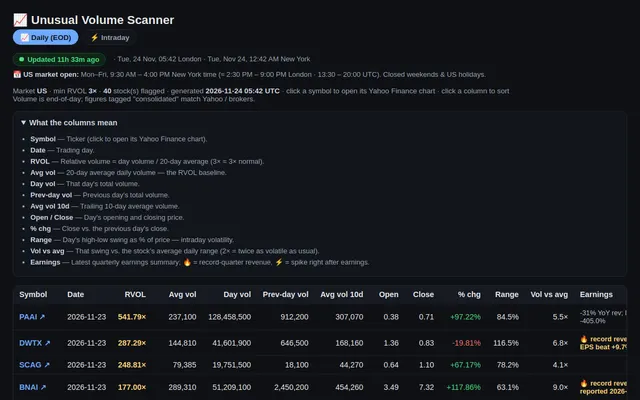 📈 Unusual Volume Scanner
📈 Daily (EOD) ⚡ Intraday
Updated 11h 33m ago · Tue, 24 Nov, 05:42 London · Tue, Nov 24, 12:42 AM New York
📅 US market open: Mon–Fri, 9:30 AM – 4:00 PM New York time (≈ 2:30 PM – 9:00 PM London · 13:30 – 20:00 UTC). Closed weekends & US holidays.
Market US · min RVOL 3× · 40 stock(s) flagged · generated 2026-11-24 05:42 UTC · click a symbol to open its Yahoo Finance chart · click a column to sort
Volume is end-of-day; figures tagged "consolidated" match Yahoo / brokers.
▼ What the columns mean
• Symbol — Ticker (click to open its Yahoo Finance chart).
• Date — Trading day.
• RVOL — Relative volume = day volume / 20-day average (3× = 3× normal).
• Avg vol — 20-day average daily volume — the RVOL baseline.
• Day vol — That day's total volume.
• Prev-day vol — Previous day's total volume.
• Avg vol 10d — Trailing 10-day average volume.
• Open / Close — Day's opening and closing price.
• % chg — Close vs. the previous day's close.
• Range — Day's high-low swing as % of price — intraday volatility.
• Vol vs avg — That swing vs. the stock's average daily range (2× = twice as volatile as usual).
• Earnings — Latest quarterly earnings summary, 🔥 = record-quarter revenue, ⚡ = spike right after earnings.
Symbol Date RVOL Avg vol Day vol Prev-day vol Avg vol 10d Open Close % chg Range Vol vs avg Earnings
PAAI ↗ 2026-11-23 541.79× 237,100 128,458,500 912,200 307,070 0.38 0.71 +97.22% 84.5% 5.5× -31% YoY rev;
-405.0%
DWTX ↗ 2026-11-23 287.29× 144,810 41,601,900 646,500 168,160 1.36 0.83 -19.81% 116.5% 6.8× 🔥 record reve
EPS beat +9.7%
SCAG ↗ 2026-11-23 248.81× 79,385 19,751,500 18,100 44,270 0.64 1.10 +67.17% 78.2% 4.1×
BNAI ↗ 2026-11-23 177.00× 289,310 51,209,100 2,450,200 454,260 3.49 7.32 +117.86% 63.1% 9.0× 🔥 record reve
reported 2026-